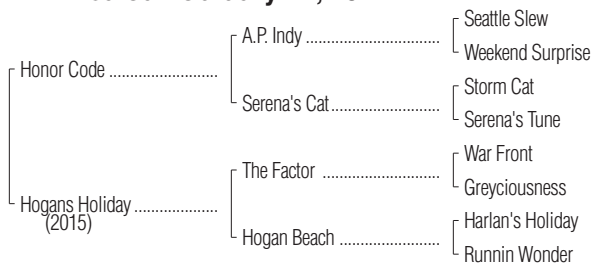 Seattle Slew
A.P. Indy ................................
Weekend Surprise
Honor Code ..........................
Storm Cat
Serena's Cat..........................
Serena's Tune
War Front
The Factor ............................
Greyciousness
Hogans Holiday ....................
(2015)
Harlan's Holiday
Hogan Beach ........................
Runnin Wonder